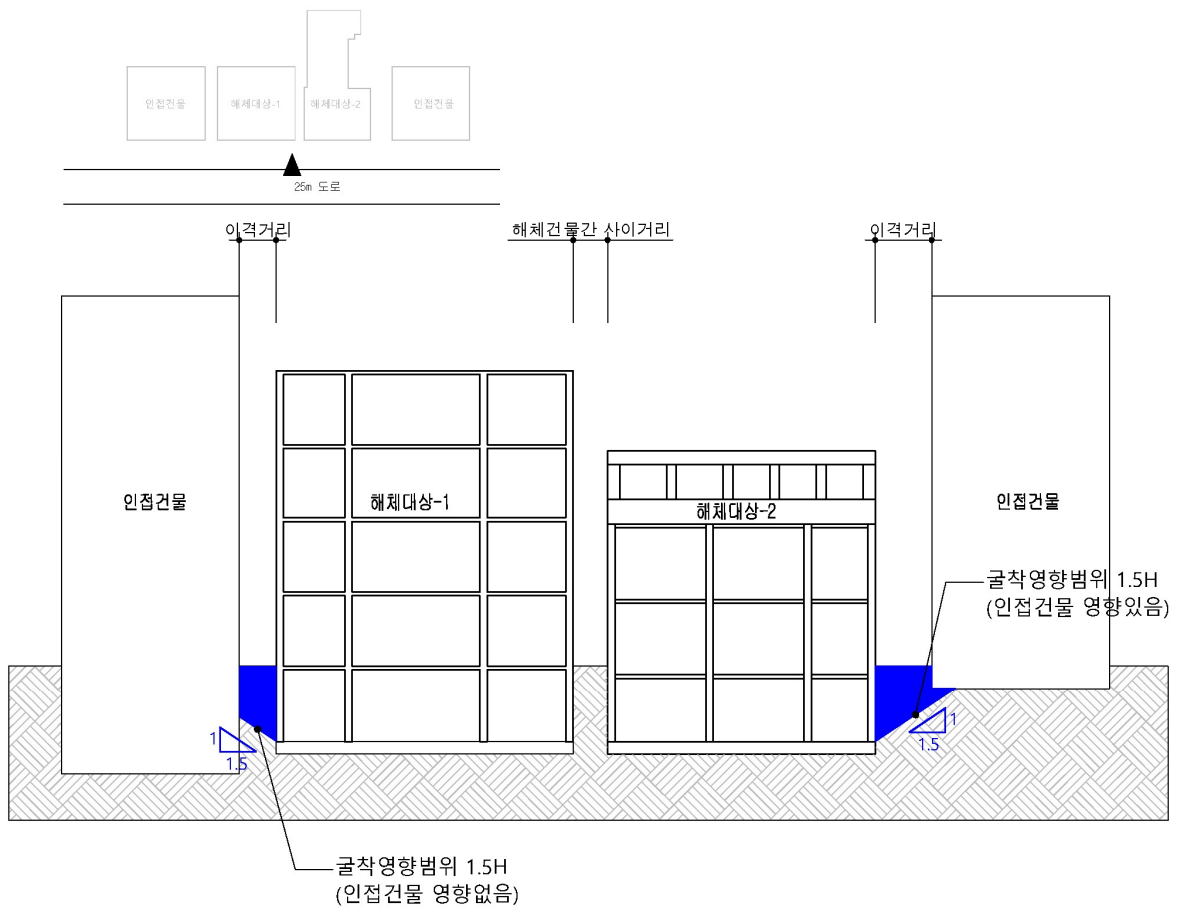 인접건물
해체대상-1
해체대상-2
인접건물
25m 도로
이격거리
해체건물간 사이거리
이격거리
인접건물
해체대상-1
해체대상-2
인접건물
굴착영향범위 1.5H
(인접건물 영향있음)
1
1.5
1
1.5
굴착영향범위 1.5H
(인접건물 영향없음)